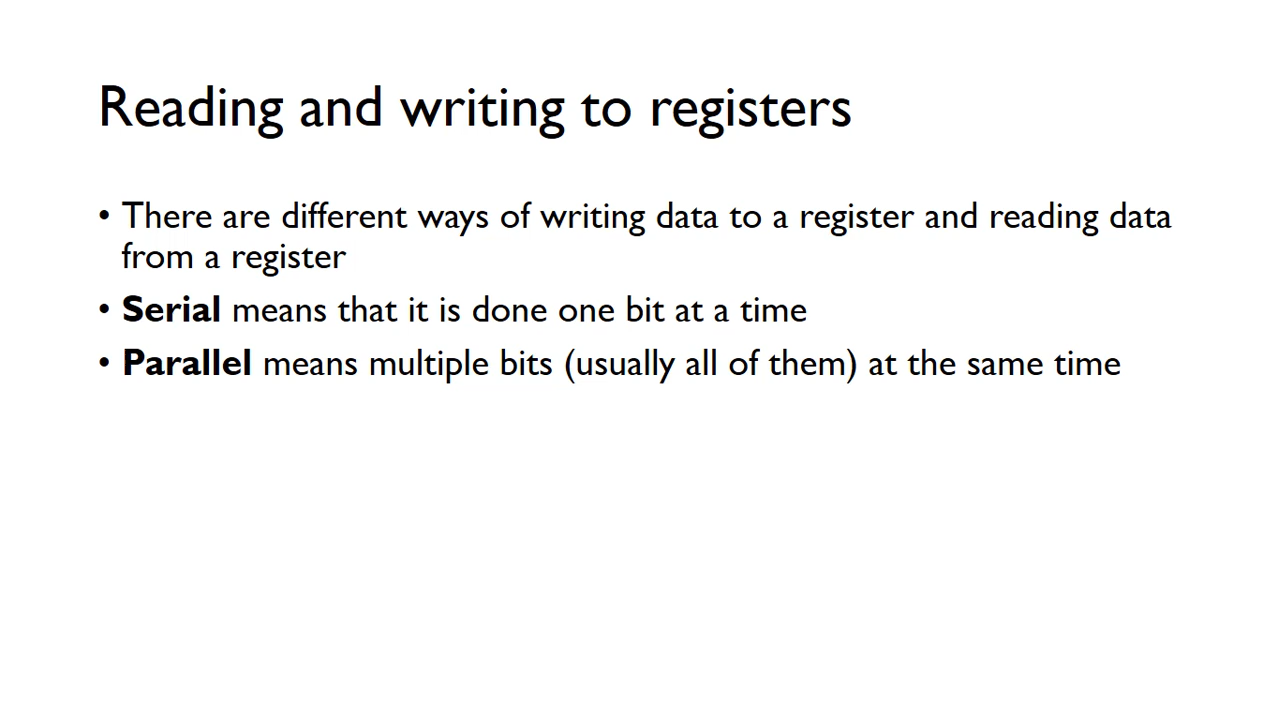 Reading and writing to registers
• There are different ways of writing data to a register and reading data
from a register
• Serial means that it is done one bit at a time
• Parallel means multiple bits (usually all of them) at the same time